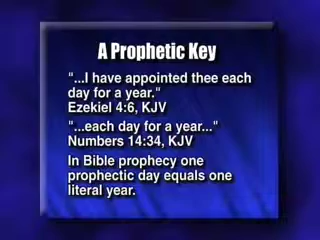 A Prophetic Key
"...I have appointed thee each
day for a year."
Ezekiel 4:6, KJV
"...each day for a year..."
Numbers 14:34, KJV
In Bible prophecy one
prophetic day equals one
literal year.